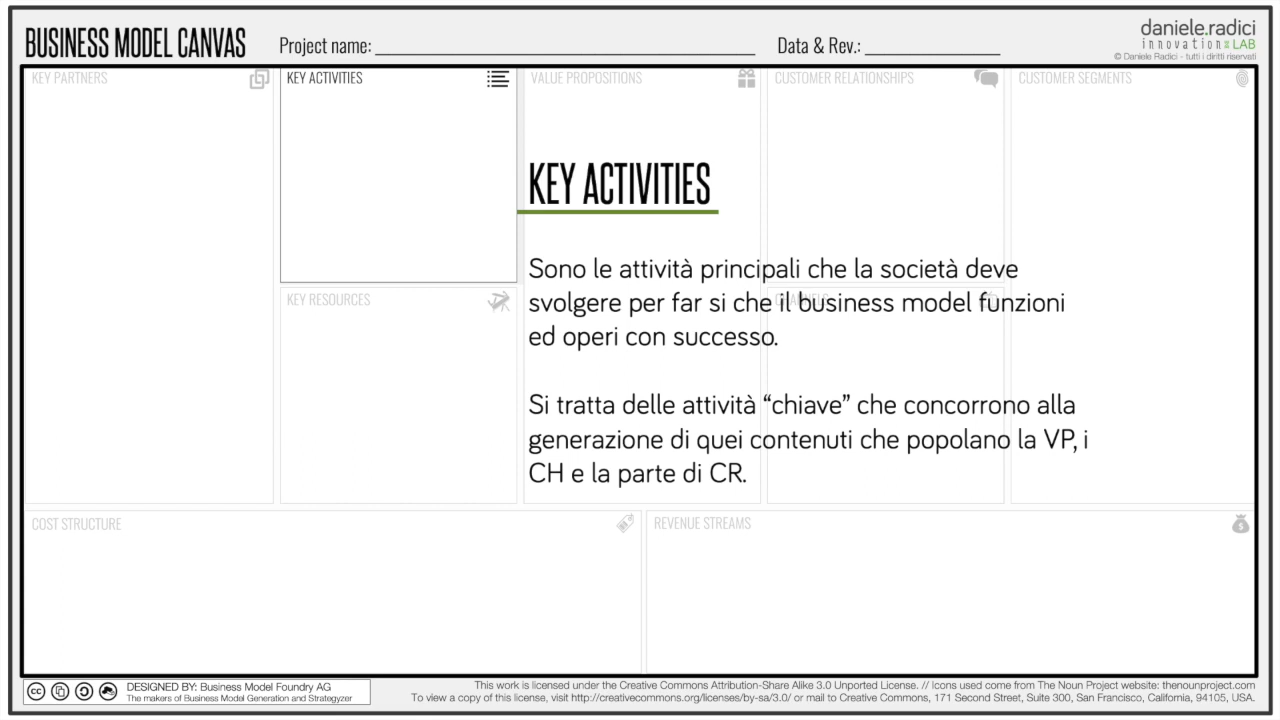 BUSINESS MODEL CANVAS
Project name:
Data & Rev.:
daniele.radici
innovation LAB
© Daniele Radici - tutti i diritti riservati
KEY PARTNERS
KEY ACTIVITIES
VALUE PROPOSITIONS
CUSTOMER RELATIONSHIPS
CUSTOMER SEGMENTS
KEY ACTIVITIES
Sono le attività principali che la società deve
svolgere per far si che il business model funzioni
ed operi con successo.
Si tratta delle attività “chiave” che concorrono alla
generazione di quei contenuti che popolano la VP, i
CH e la parte di CR.
KEY RESOURCES
CHANNELS
COST STRUCTURE
REVENUE STREAMS
$
cc
DESIGNED BY: Business Model Foundry AG
The makers of Business Model Generation and Strategyzer
This work is licensed under the Creative Commons Attribution-Share Alike 3.0 Unported License. // Icons used come from The Noun Project website: thenounproject.com
To view a copy of this license, visit http://creativecommons.org/licenses/by-sa/3.0/ or mail to Creative Commons, 171 Second Street, Suite 300, San Francisco, California, 94105, USA.